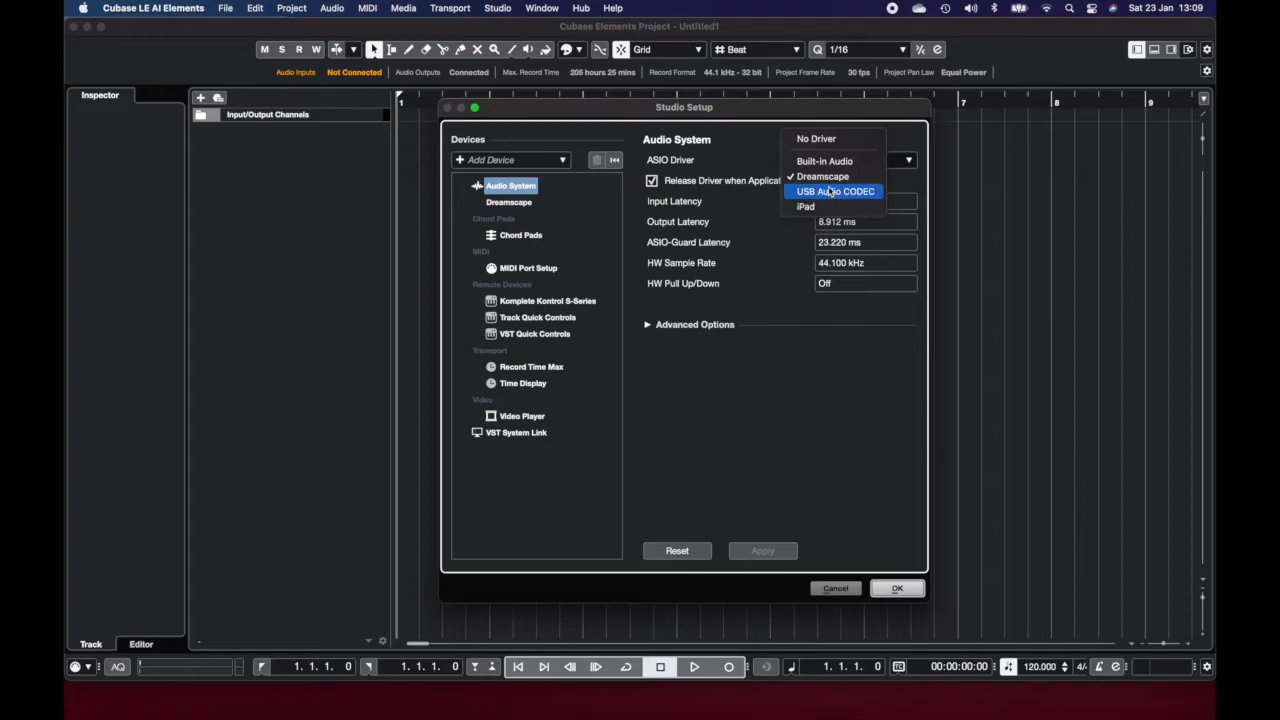 Cubase LE AI Elements File Edit Project Audio MIDI Media Transport Studio Window Hub Help Sat 23 Jan 13:09
Cubase Elements Project - Untitled1
M S R W Grid # Beat Q 1/16
Audio Inputs Not Connected Audio Outputs Connected Max. Record Time 205 hours 25 mins Record Format 44.1 kHz - 32 bit Project Frame Rate 30 fps Project Pan Law Equal Power
Inspector
1 7 8 9
Input/Output Channels
Studio Setup
Devices
+ Add Device
Audio System
Dreamscape
Chord Pads
Chord Pads
MIDI
MIDI Port Setup
Remote Devices
Komplete Kontrol S-Series
Track Quick Controls
VST Quick Controls
Transport
Record Time Max
Time Display
Video
Video Player
VST System Link
Audio System
ASIO Driver
Release Driver when Applicat
Input Latency
Output Latency 8.912 ms
ASIO-Guard Latency 23.220 ms
HW Sample Rate 44.100 kHz
HW Pull Up/Down Off
Advanced Options
No Driver
Built-in Audio
✓ Dreamscape
USB Audio CODEC
iPad
Reset Apply
Cancel OK
Track Editor
AQ 1. 1. 1. 0 1. 1. 1. 0 1. 1. 1. 0 00:00:00:00 120.000 4/